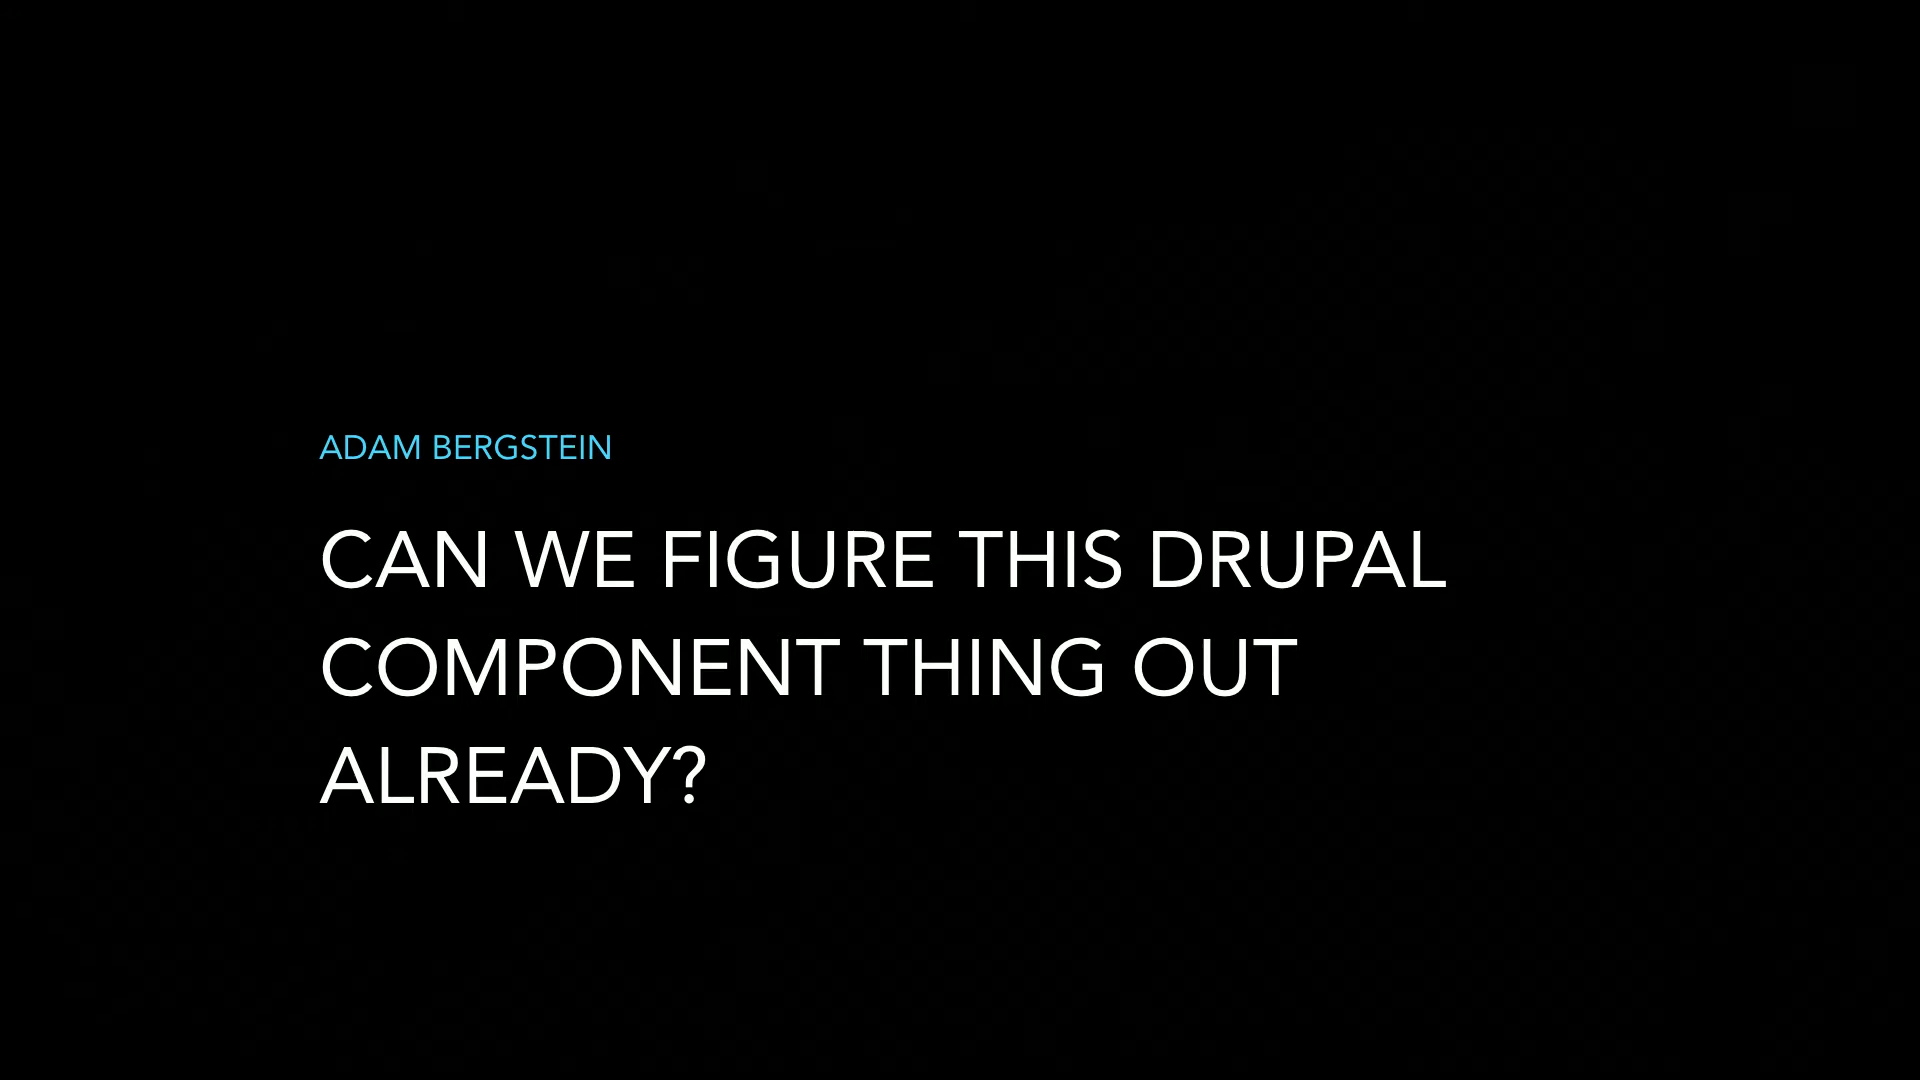 ADAM BERGSTEIN
CAN WE FIGURE THIS DRUPAL
COMPONENT THING OUT
ALREADY?